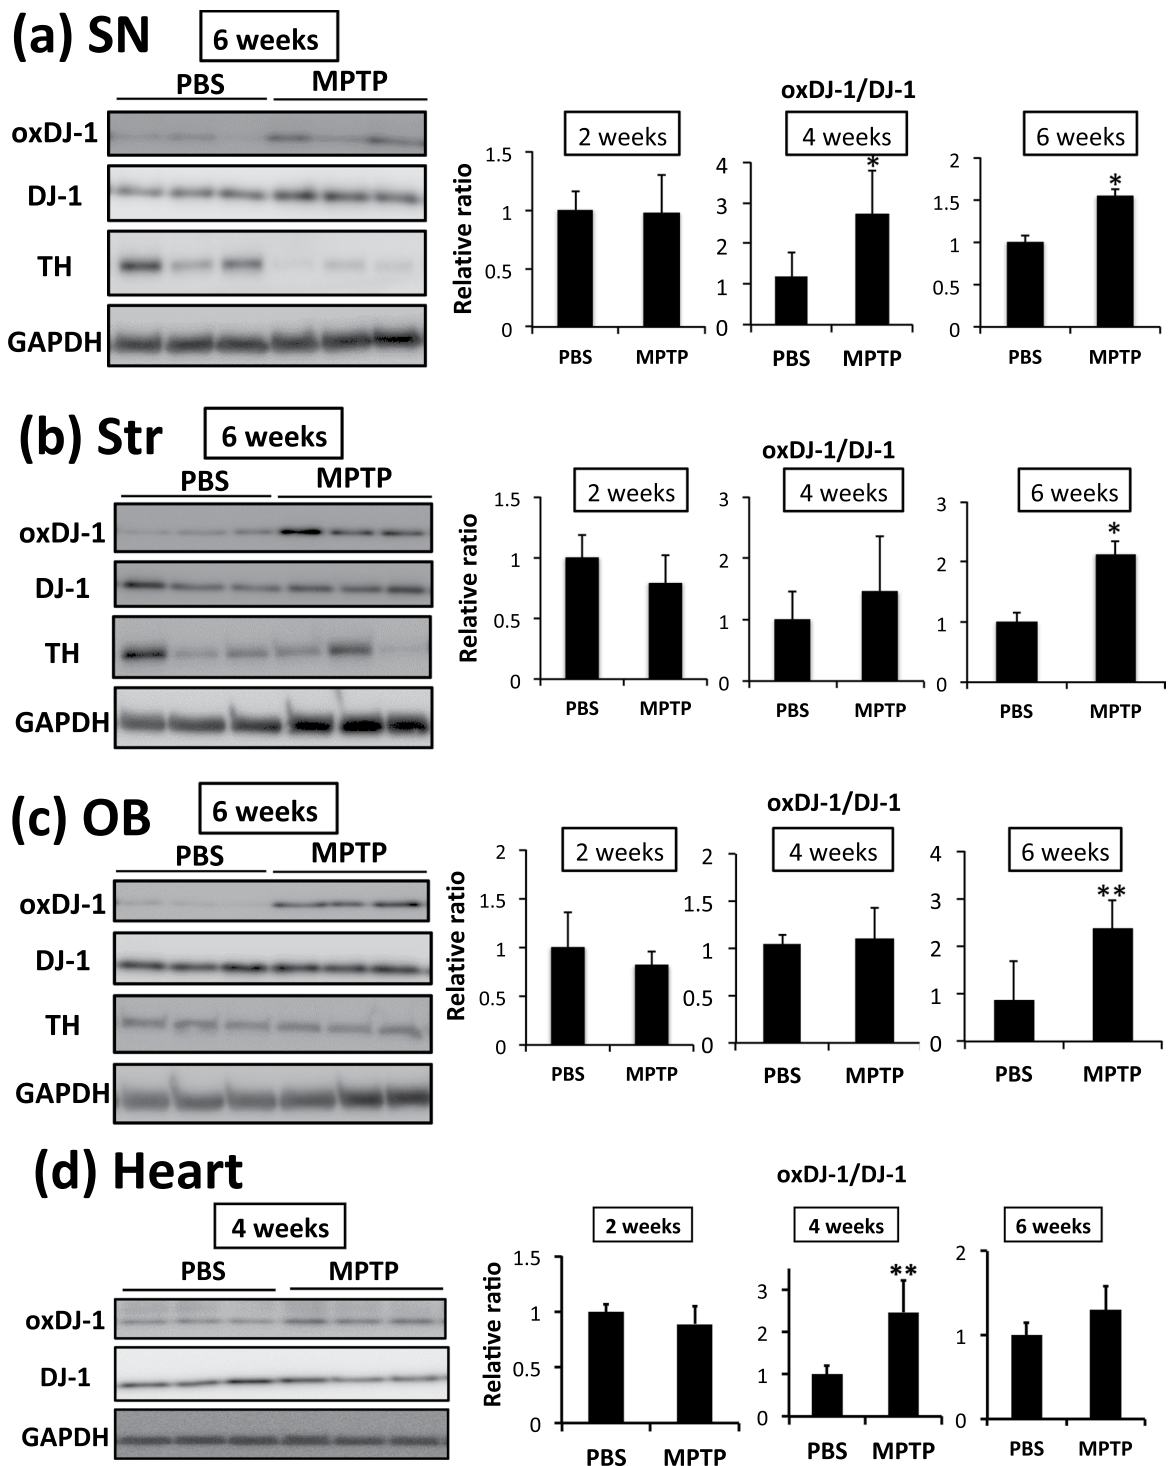 (a) SN
6 weeks
PBS MPTP
oxDJ-1
DJ-1
TH
GAPDH
oxDJ-1/DJ-1
2 weeks
4 weeks
6 weeks
Relative ratio
1.5
1
0.5
0
PBS MPTP
4
3
2
1
0
*
PBS MPTP
2
1.5
1
0.5
0
*
PBS MPTP
(b) Str
6 weeks
PBS MPTP
oxDJ-1
DJ-1
TH
GAPDH
oxDJ-1/DJ-1
2 weeks
4 weeks
6 weeks
Relative ratio
1.5
1
0.5
0
PBS MPTP
3
2
1
0
PBS MPTP
3
2
1
0
*
PBS MPTP
(c) OB
6 weeks
PBS MPTP
oxDJ-1
DJ-1
TH
GAPDH
oxDJ-1/DJ-1
2 weeks
4 weeks
6 weeks
Relative ratio
2
1.5
1
0.5
0
PBS MPTP
2
1.5
1
0.5
0
PBS MPTP
4
3
2
1
0
**
PBS MPTP
(d) Heart
4 weeks
PBS MPTP
oxDJ-1
DJ-1
GAPDH
oxDJ-1/DJ-1
2 weeks
4 weeks
6 weeks
Relative ratio
1.5
1
0.5
0
PBS MPTP
3
2
1
0
**
PBS MPTP
2
1
0
PBS MPTP